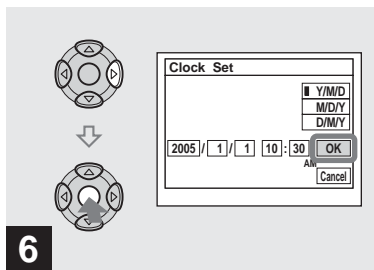 Clock Set
Y/M/D
M/D/Y
D/M/Y
2005 / 1 / 1 10 : 30 OK
AM
Cancel
6